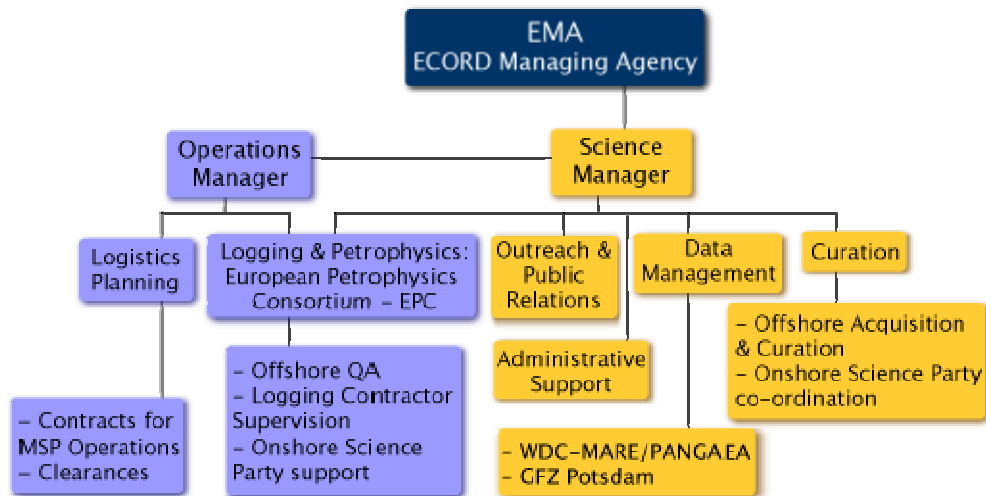 EMA
ECORD Managing Agency
Operations
Manager
Science
Manager
Logistics
Planning
Logging & Petrophysics:
European Petrophysics
Consortium – EPC
Outreach &
Public
Relations
Data
Management
Curation
Administrative
Support
– Offshore Acquisition
& Curation
– Onshore Science Party
co-ordination
– Contracts for
MSP Operations
– Clearances
– Offshore QA
– Logging Contractor
Supervision
– Onshore Science
Party support
– WDC-MARE/PANGAEA
– GFZ Potsdam